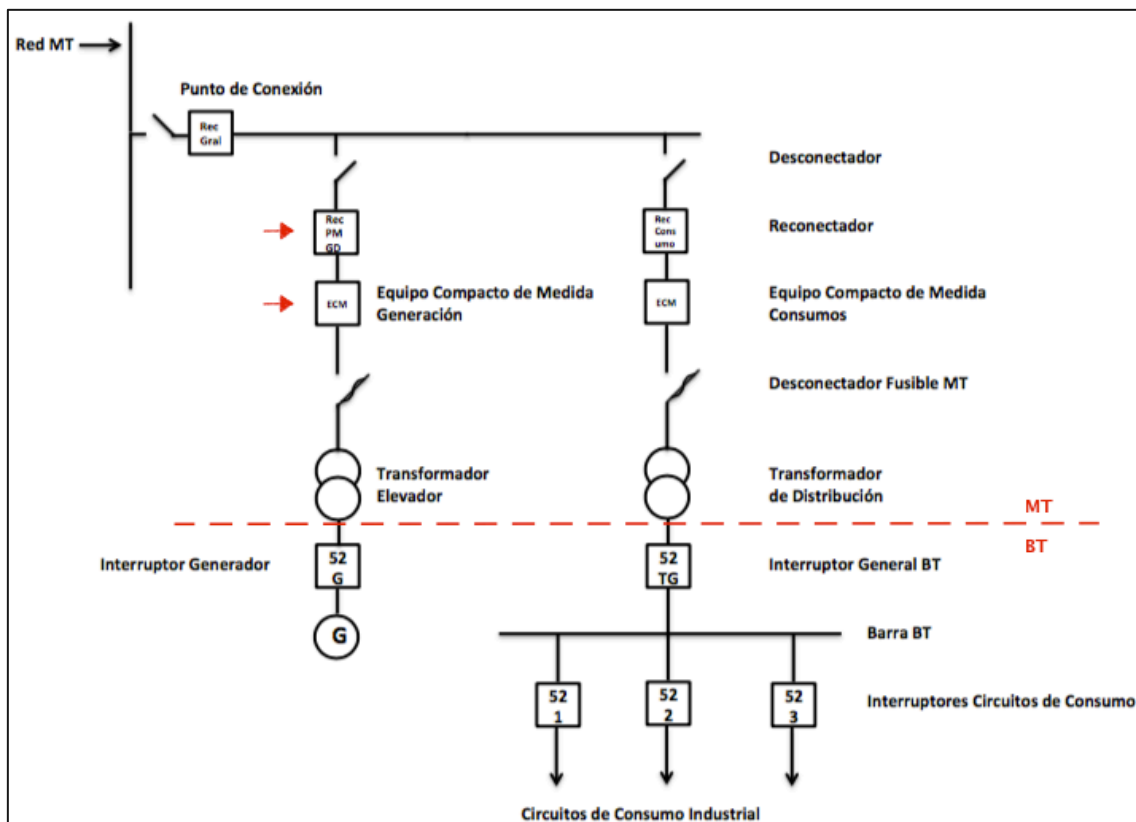 Red MT
Punto de Conexión
Rec
Gral
Desconectador
Rec
PM
GD
Rec
Cons
umo
Reconectador
ECM
Equipo Compacto de Medida
Generación
ECM
Equipo Compacto de Medida
Consumos
Desconectador Fusible MT
Transformador
Elevador
Transformador
de Distribución
MT
BT
Interruptor Generador
52
G
52
TG
Interruptor General BT
G
Barra BT
52
1
52
2
52
3
Interruptores Circuitos de Consumo
Circuitos de Consumo Industrial